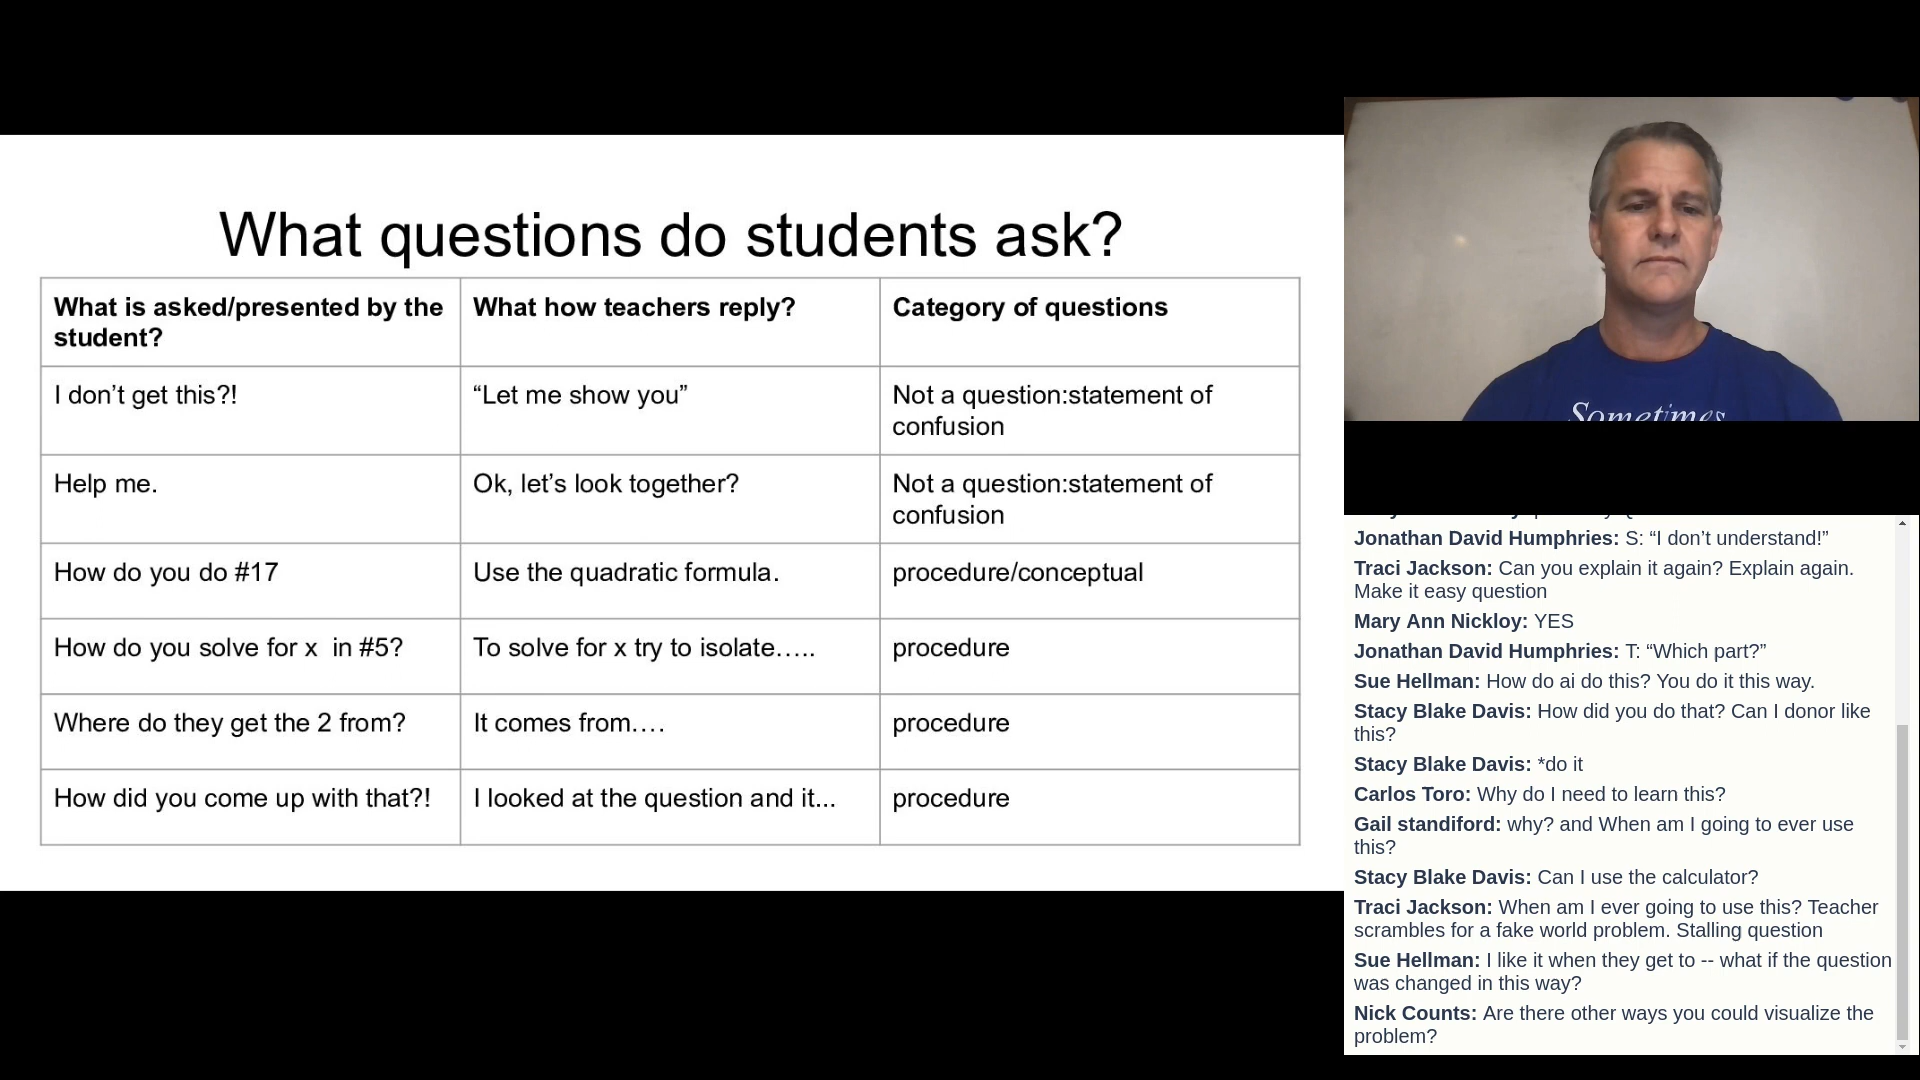 What questions do students ask?
What is asked/presented by the
student?
What how teachers reply?
Category of questions
I don’t get this?!
“Let me show you”
Not a question:statement of
confusion
Help me.
Ok, let’s look together?
Not a question:statement of
confusion
How do you do #17
Use the quadratic formula.
procedure/conceptual
How do you solve for x  in #5?
To solve for x try to isolate…..
procedure
Where do they get the 2 from?
It comes from….
procedure
How did you come up with that?!
I looked at the question and it...
procedure
Sometimes
Jonathan David Humphries: S: “I don’t understand!”
Traci Jackson: Can you explain it again? Explain again.
Make it easy question
Mary Ann Nickloy: YES
Jonathan David Humphries: T: “Which part?”
Sue Hellman: How do ai do this? You do it this way.
Stacy Blake Davis: How did you do that? Can I donor like
this?
Stacy Blake Davis: *do it
Carlos Toro: Why do I need to learn this?
Gail standiford: why? and When am I going to ever use
this?
Stacy Blake Davis: Can I use the calculator?
Traci Jackson: When am I ever going to use this? Teacher
scrambles for a fake world problem. Stalling question
Sue Hellman: I like it when they get to -- what if the question
was changed in this way?
Nick Counts: Are there other ways you could visualize the
problem?